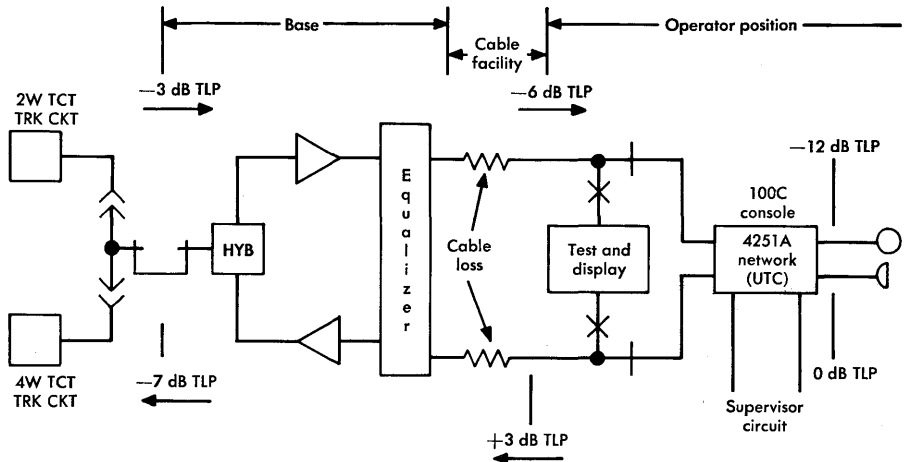 Base
Cable
facility
Operator position
—3 dB TLP
—6 dB TLP
2W TCT
TRK CKT
—12 dB TLP
100C
console
4251A
network
(UTC)
HYB
Equalizer
Cable
loss
Test and
display
4W TCT
TRK CKT
—7 dB TLP
0 dB TLP
Supervisor
circuit
+3 dB TLP